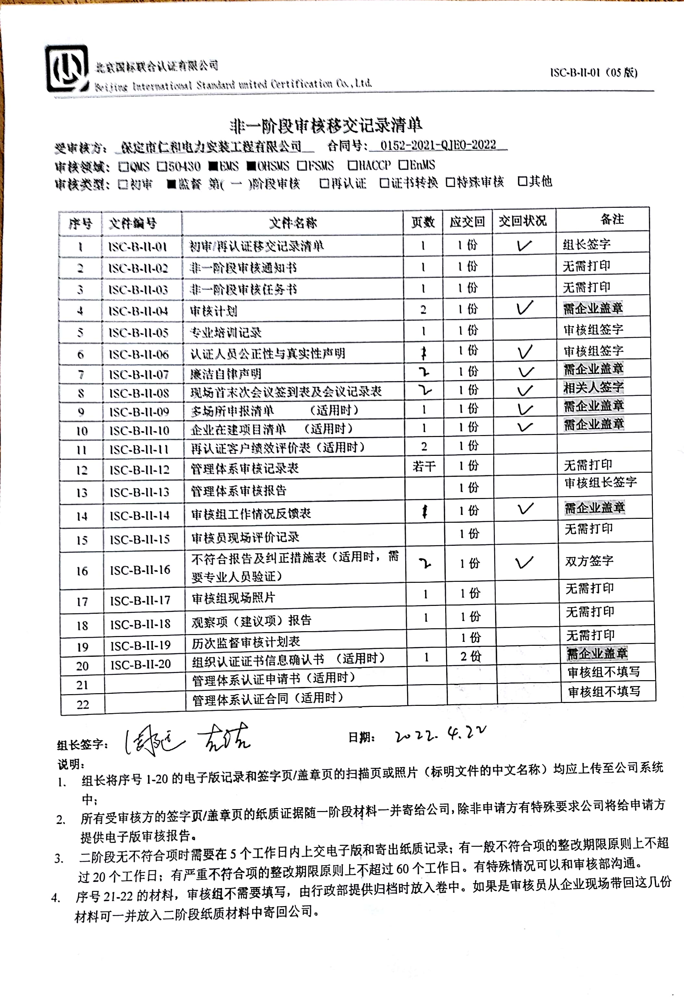 北京国标联合认证有限公司
Beijing International Standard united Certification Co., Ltd.
ISC-B-II-01（05版）
非一阶段审核移交记录清单
受审核方： 保定市仁和电力安装工程有限公司 合同号： 0152-2021-QJEO-2022
审核领域：□QMS □50430 ■EMS ■OHSMS □FSMS □HACCP □EnMS
审核类型：□初审 ■监督 第( 一 )阶段审核 □再认证 □证书转换 □特殊审核 □其他
序号 文件编号 文件名称 页数 应交回 交回状况 备注
1 ISC-B-II-01 初审/再认证移交记录清单 1 1份 ✓ 组长签字
2 ISC-B-II-02 非一阶段审核通知书 1 1份 无需打印
3 ISC-B-II-03 非一阶段审核任务书 1 1份 无需打印
4 ISC-B-II-04 审核计划 2 1份 ✓ 需企业盖章
5 ISC-B-II-05 专业培训记录 1 1份 审核组签字
6 ISC-B-II-06 认证人员公正性与真实性声明 1 1份 ✓ 审核组签字
7 ISC-B-II-07 廉洁自律声明 2 1份 ✓ 需企业盖章
8 ISC-B-II-08 现场首末次会议签到表及会议记录表 2 1份 ✓ 相关人签字
9 ISC-B-II-09 多场所申报清单 （适用时） 1 1份 ✓ 需企业盖章
10 ISC-B-II-10 企业在建项目清单 （适用时） 1 1份 ✓ 需企业盖章
11 ISC-B-II-11 再认证客户绩效评价表（适用时） 2 1份
12 ISC-B-II-12 管理体系审核记录表 若干 1份 无需打印
13 ISC-B-II-13 管理体系审核报告 1份 审核组长签字
14 ISC-B-II-14 审核组工作情况反馈表 1 1份 ✓ 需企业盖章
15 ISC-B-II-15 审核员现场评价记录 1份 无需打印
16 ISC-B-II-16 不符合报告及纠正措施表（适用时，需
要专业人员验证） 2 1份 ✓ 双方签字
17 ISC-B-II-17 审核组现场照片 1 1份 无需打印
18 ISC-B-II-18 观察项（建议项）报告 1 1份 无需打印
19 ISC-B-II-19 历次监督审核计划表 1份 无需打印
20 ISC-B-II-20 组织认证证书信息确认书 （适用时） 1 2份 需企业盖章
21 管理体系认证申请书（适用时） 审核组不填写
22 管理体系认证合同（适用时） 审核组不填写
组长签字： 日期： 2022.4.22
说明：
1. 组长将序号 1-20 的电子版记录和签字页/盖章页的扫描页或照片（标明文件的中文名称）均应上传至公司系统
中；
2. 所有受审核方的签字页/盖章页的纸质证据随一阶段材料一并寄给公司，除非申请方有特殊要求公司将给申请方
提供电子版审核报告。
3. 二阶段无不符合项时需要在 5 个工作日内上交电子版和寄出纸质记录；有一般不符合项的整改期限原则上不超
过 20 个工作日；有严重不符合项的整改期限原则上不超过 60 个工作日。有特殊情况可以和审核部沟通。
4. 序号 21-22 的材料，审核组不需要填写，由行政部提供归档时放入卷中。如果是审核员从企业现场带回这几份
材料可一并放入二阶段纸质材料中寄回公司。